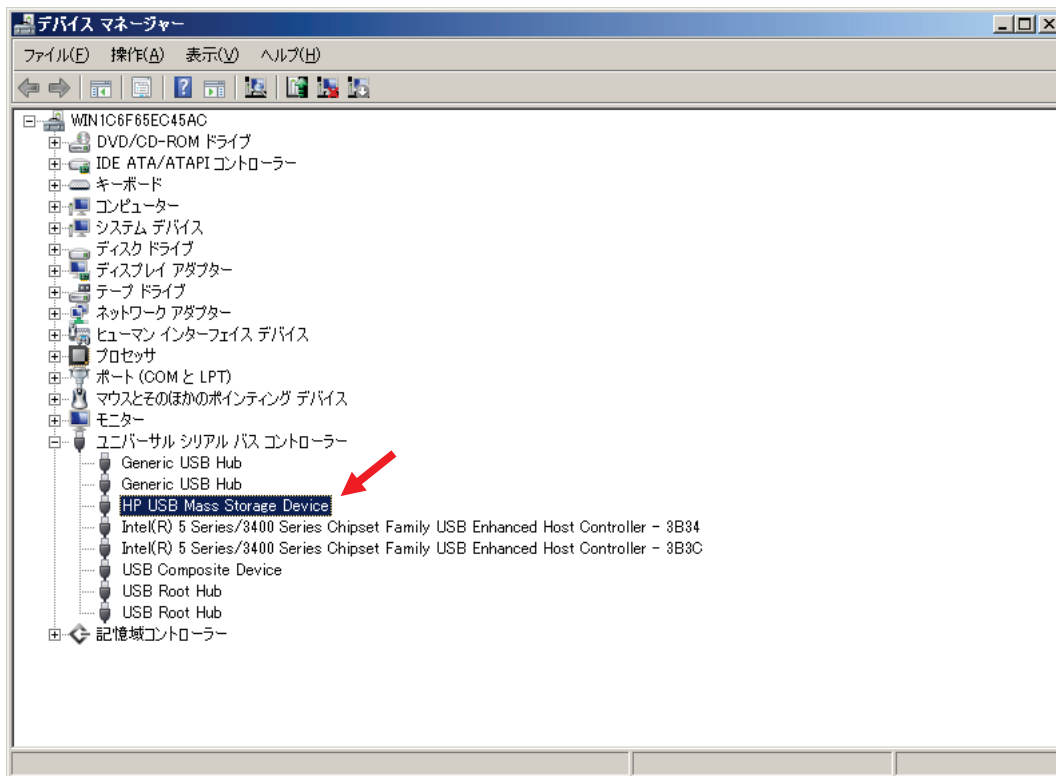 デバイス マネージャー
ファイル(F) 操作(A) 表示(V) ヘルプ(H)
WIN1C6F65EC45AC
DVD/CD-ROM ドライブ
IDE ATA/ATAPI コントローラー
キーボード
コンピューター
システム デバイス
ディスク ドライブ
ディスプレイ アダプター
テープ ドライブ
ネットワーク アダプター
ヒューマン インターフェイス デバイス
プロセッサ
ポート (COM と LPT)
マウスとそのほかのポインティング デバイス
モニター
ユニバーサル シリアル バス コントローラー
Generic USB Hub
Generic USB Hub
HP USB Mass Storage Device
Intel(R) 5 Series/3400 Series Chipset Family USB Enhanced Host Controller - 3B34
Intel(R) 5 Series/3400 Series Chipset Family USB Enhanced Host Controller - 3B3C
USB Composite Device
USB Root Hub
USB Root Hub
記憶域コントローラー